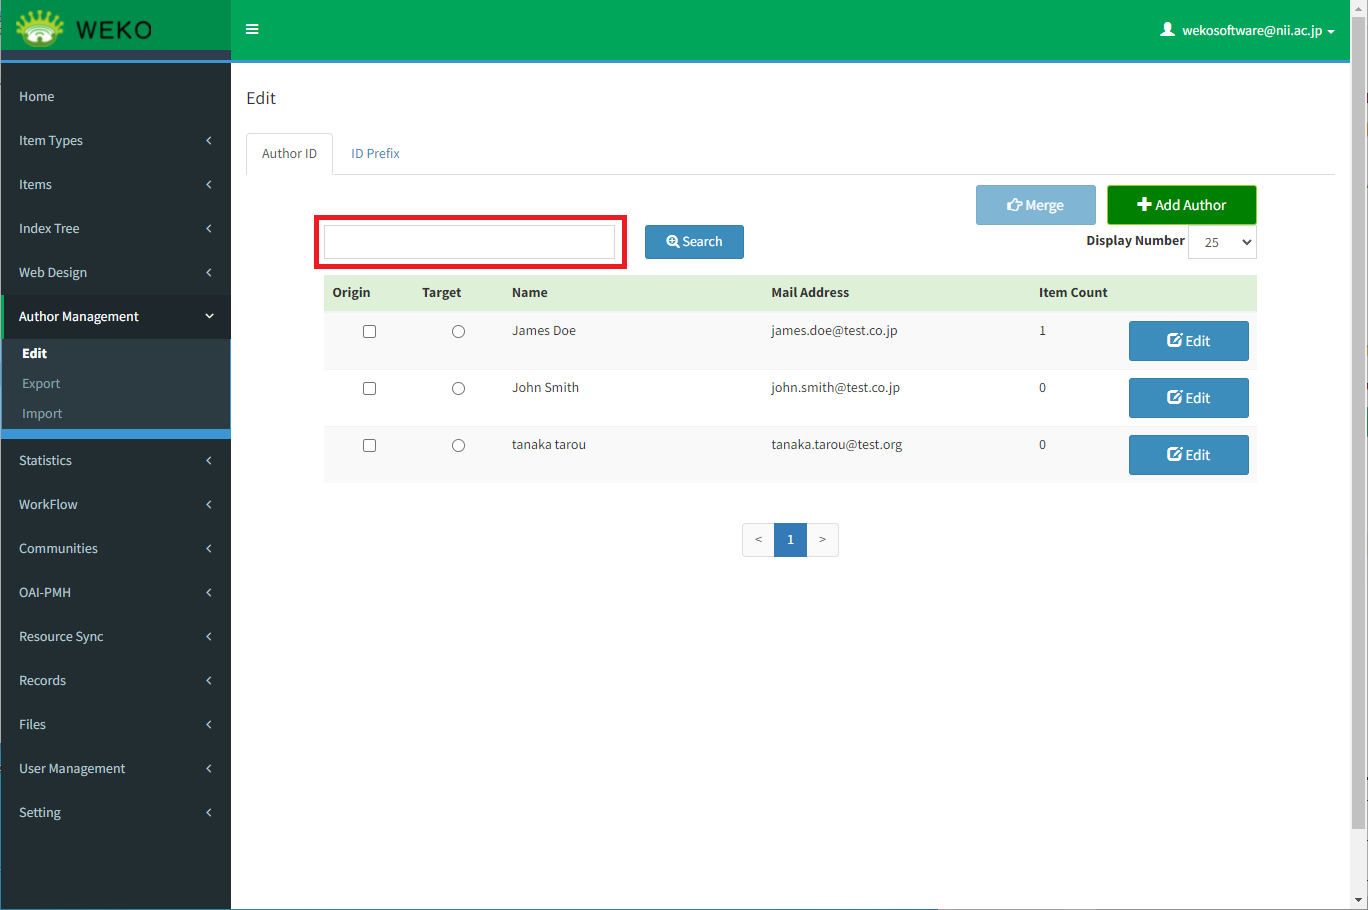 WEKO
wekosoftware@nii.ac.jp
Home
Item Types
Items
Index Tree
Web Design
Author Management
Edit
Export
Import
Statistics
WorkFlow
Communities
OAI-PMH
Resource Sync
Records
Files
User Management
Setting
Edit
Author ID
ID Prefix
Merge
Add Author
Search
Display Number 25
Origin Target Name Mail Address Item Count
James Doe james.doe@test.co.jp 1 Edit
John Smith john.smith@test.co.jp 0 Edit
tanaka tarou tanaka.tarou@test.org 0 Edit
< 1 >